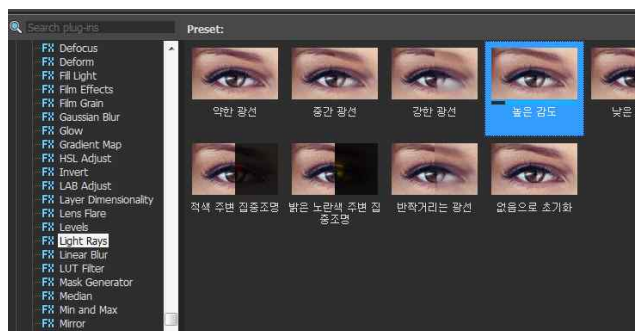 Search plug-ins
Preset:
FX Defocus
FX Deform
FX Fill Light
FX Film Effects
FX Film Grain
FX Gaussian Blur
FX Glow
FX Gradient Map
FX HSL Adjust
FX Invert
FX LAB Adjust
FX Layer Dimensionality
FX Lens Flare
FX Levels
FX Light Rays
FX Linear Blur
FX LUT Filter
FX Mask Generator
FX Median
FX Min and Max
FX Mirror
약한 광선
중간 광선
강한 광선
높은 감도
낮은
적색 주변 집중조명
밝은 노란색 주변 집
중조명
반짝거리는 광선
없음으로 초기화